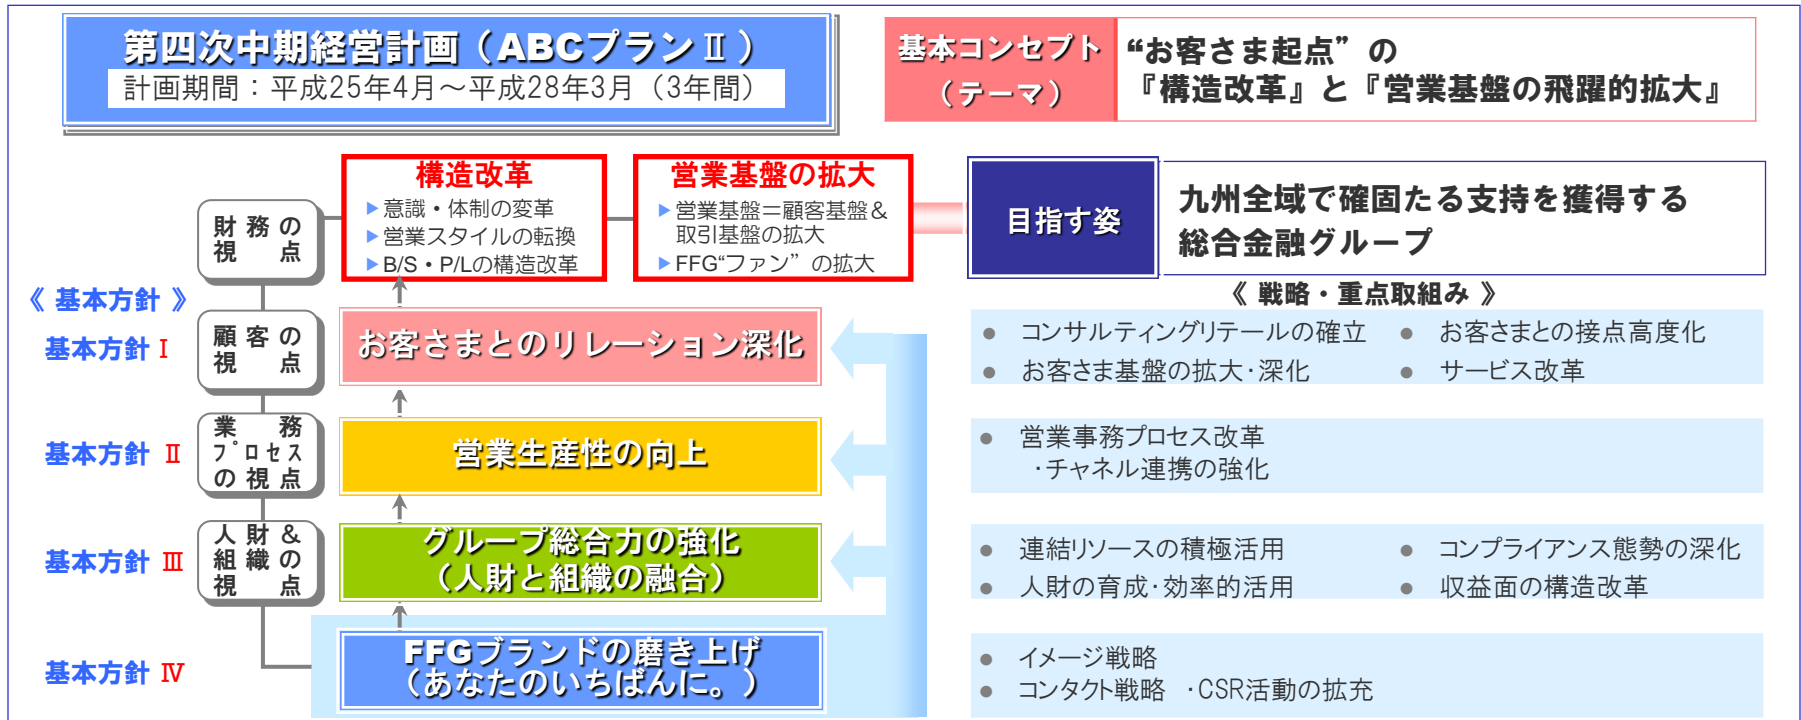 第四次中期経営計画（ABCプランⅡ）
計画期間：平成25年4月～平成28年3月（3年間）
基本コンセプト
（テーマ）
“お客さま起点”の
『構造改革』と『営業基盤の飛躍的拡大』
構造改革
意識・体制の変革
営業スタイルの転換
B/S・P/Lの構造改革
営業基盤の拡大
営業基盤＝顧客基盤＆
取引基盤の拡大
FFG“ファン”の拡大
目指す姿
九州全域で確固たる支持を獲得する
総合金融グループ
財務の
視点
《 基本方針 》
《 戦略・重点取組み 》
基本方針 Ⅰ
顧客の
視点
お客さまとのリレーション深化
● コンサルティングリテールの確立 ● お客さまとの接点高度化
● お客さま基盤の拡大・深化 ● サービス改革
基本方針 Ⅱ
業務
プロセス
の視点
営業生産性の向上
● 営業事務プロセス改革
・チャネル連携の強化
基本方針 Ⅲ
人財＆
組織の
視点
グループ総合力の強化
（人財と組織の融合）
● 連結リソースの積極活用 ● コンプライアンス態勢の深化
● 人財の育成・効率的活用 ● 収益面の構造改革
基本方針 Ⅳ
FFGブランドの磨き上げ
（あなたのいちばんに。）
● イメージ戦略
● コンタクト戦略 ・CSR活動の拡充